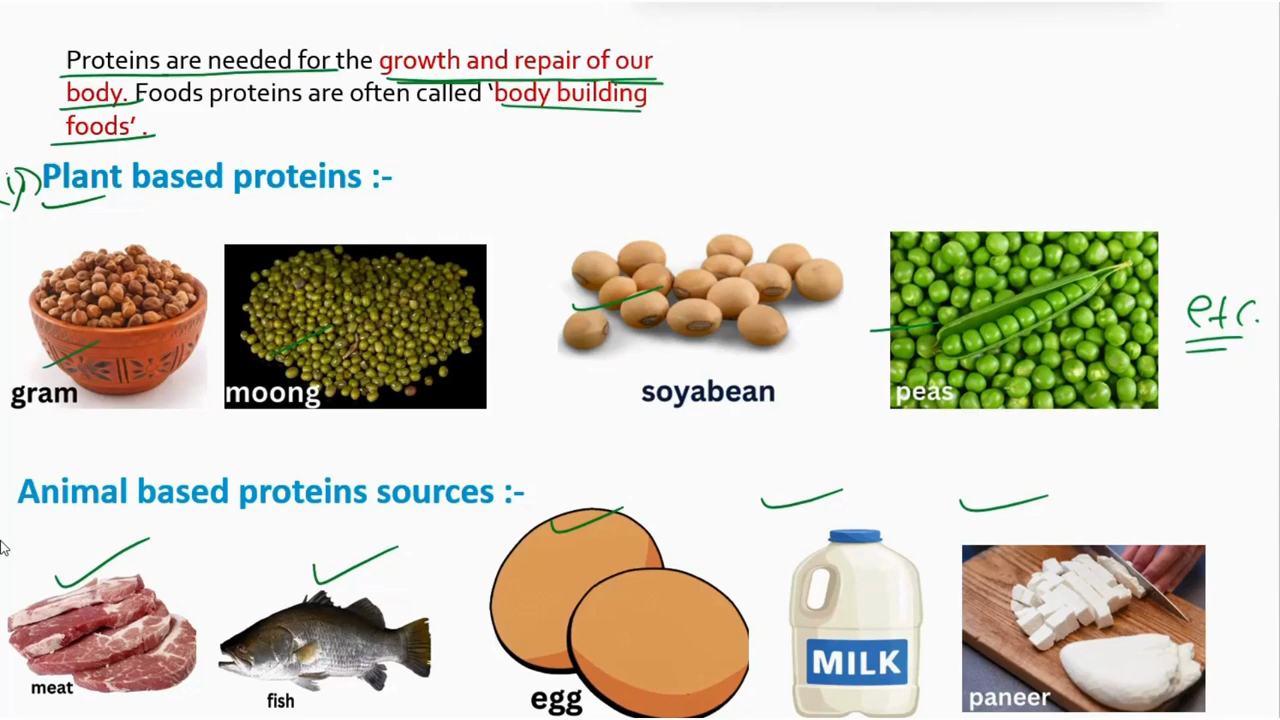 Proteins are needed for the growth and repair of our
body. Foods proteins are often called ‘body building
foods’ .
Plant based proteins :-
gram
moong
soyabean
peas
etc.
Animal based proteins sources :-
meat
fish
egg
MILK
paneer